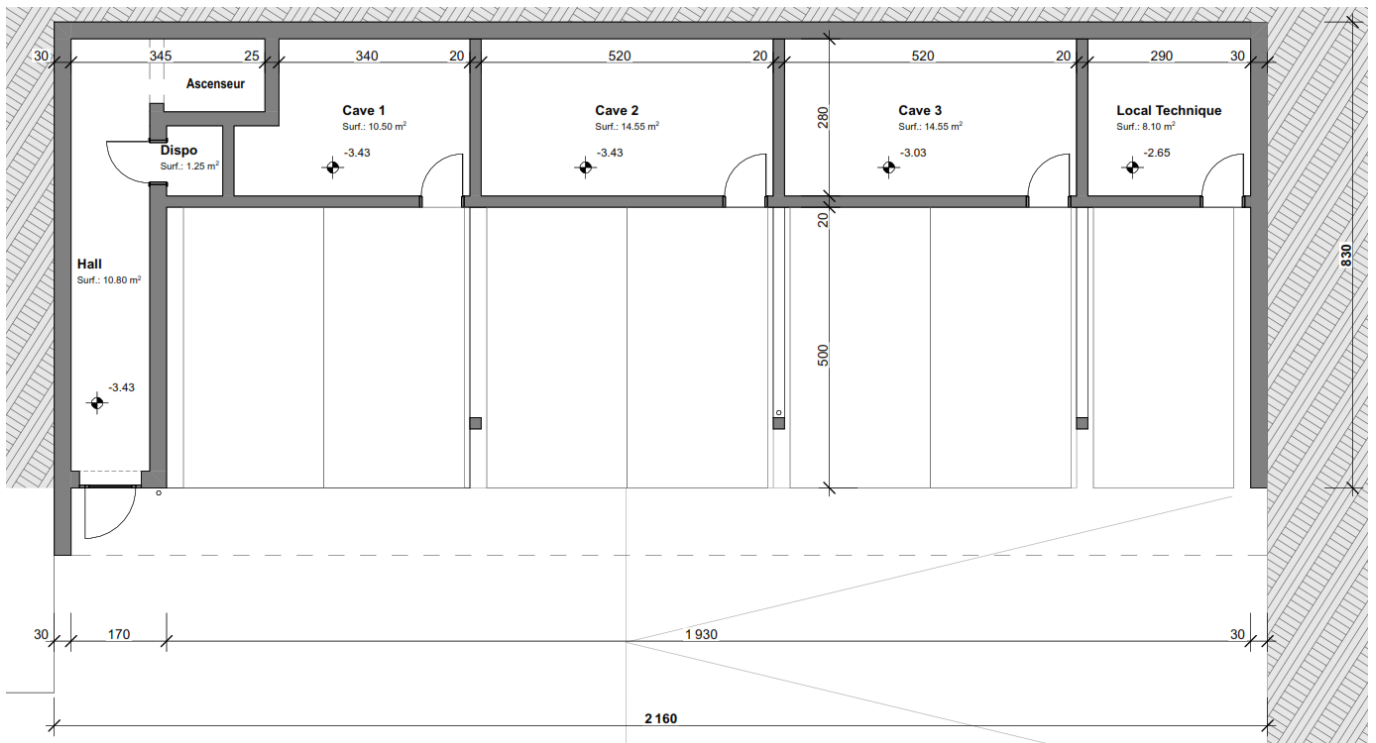 30 345 25 340 20 520 20 520 20 290 30
Ascenseur
Cave 1
Surf.: 10.50 m²
-3.43
Cave 2
Surf.: 14.55 m²
-3.43
280
Cave 3
Surf.: 14.55 m²
-3.03
Local Technique
Surf.: 8.10 m²
-2.65
Dispo
Surf.: 1.25 m²
20
830
Hall
Surf.: 10.80 m²
500
-3.43
30 170 1 930 30
2 160